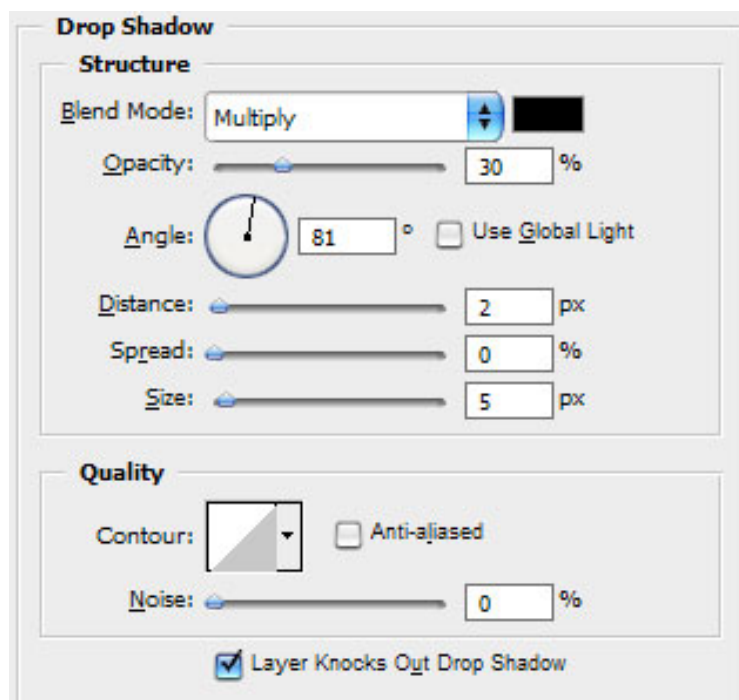 Drop Shadow
Structure
Blend Mode: Multiply
Opacity: 30 %
Angle: 81 ° Use Global Light
Distance: 2 px
Spread: 0 %
Size: 5 px
Quality
Contour: Anti-aliased
Noise: 0 %
Layer Knocks Out Drop Shadow